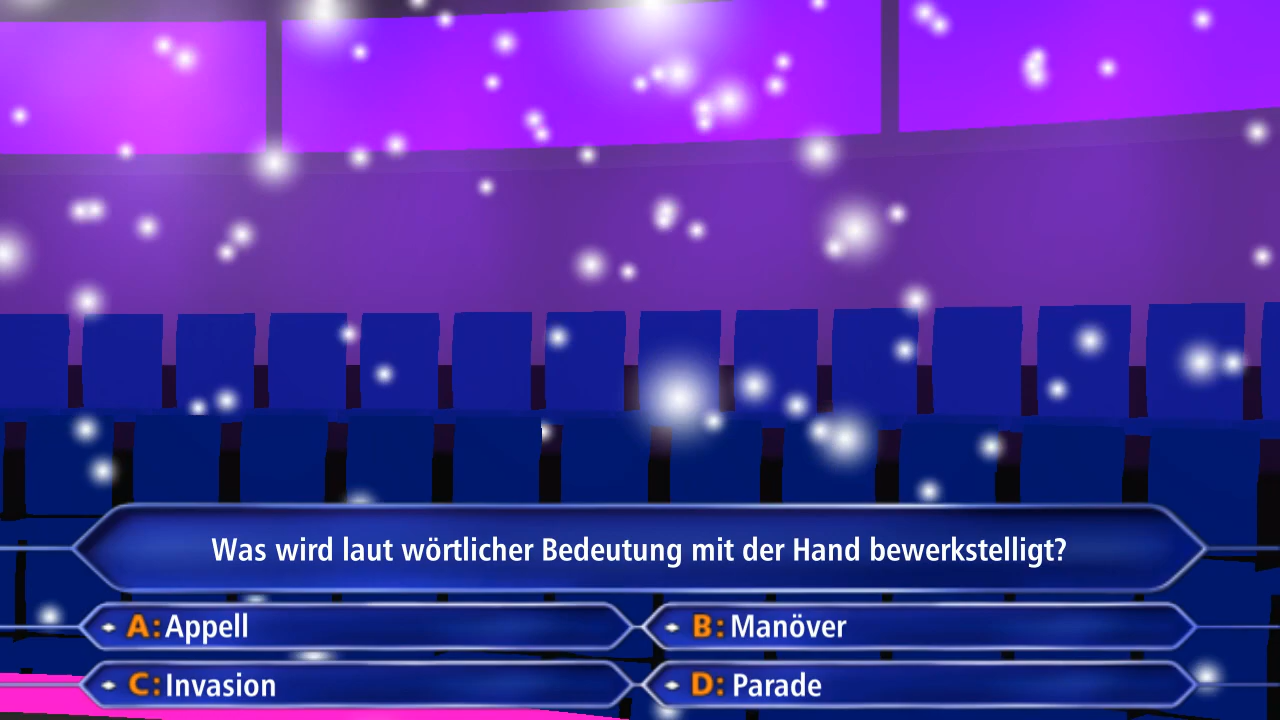 Was wird laut wörtlicher Bedeutung mit der Hand bewerkstelligt?
A: Appell
B: Manöver
C: Invasion
D: Parade